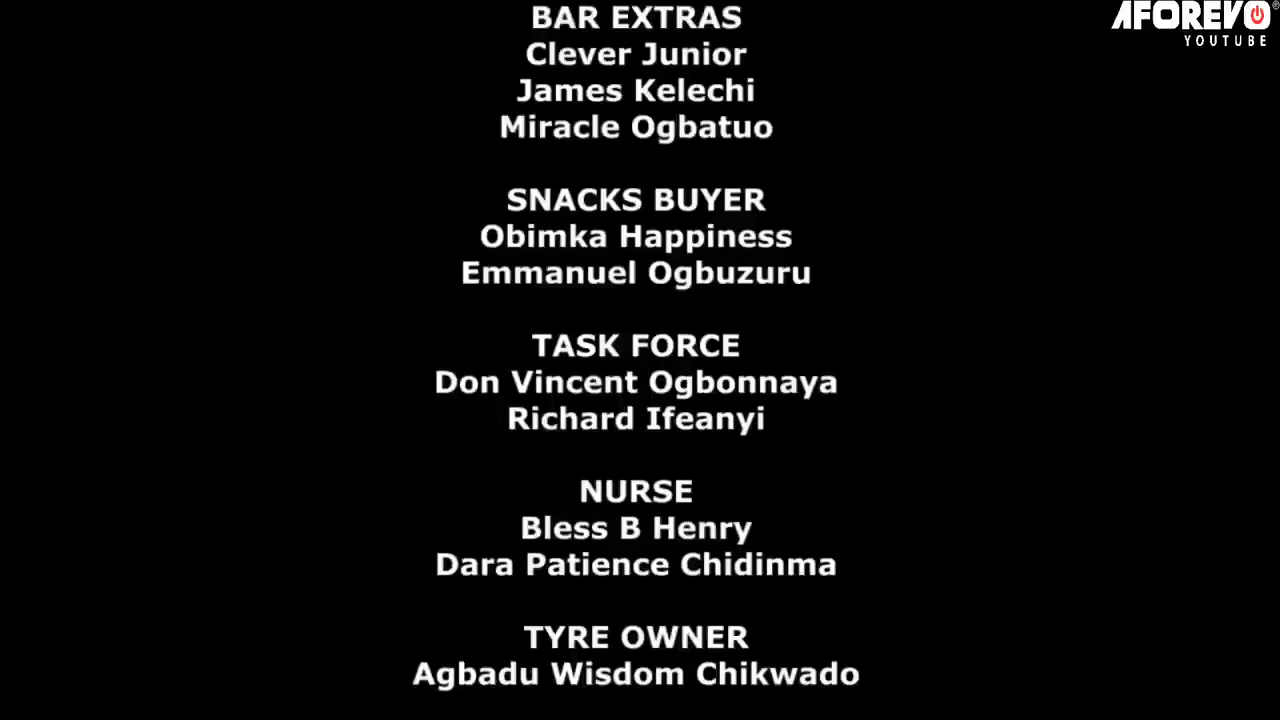 AFOREVO®
YOUTUBE
BAR EXTRAS
Clever Junior
James Kelechi
Miracle Ogbatuo
SNACKS BUYER
Obimka Happiness
Emmanuel Ogbuzuru
TASK FORCE
Don Vincent Ogbonnaya
Richard Ifeanyi
NURSE
Bless B Henry
Dara Patience Chidinma
TYRE OWNER
Agbadu Wisdom Chikwado